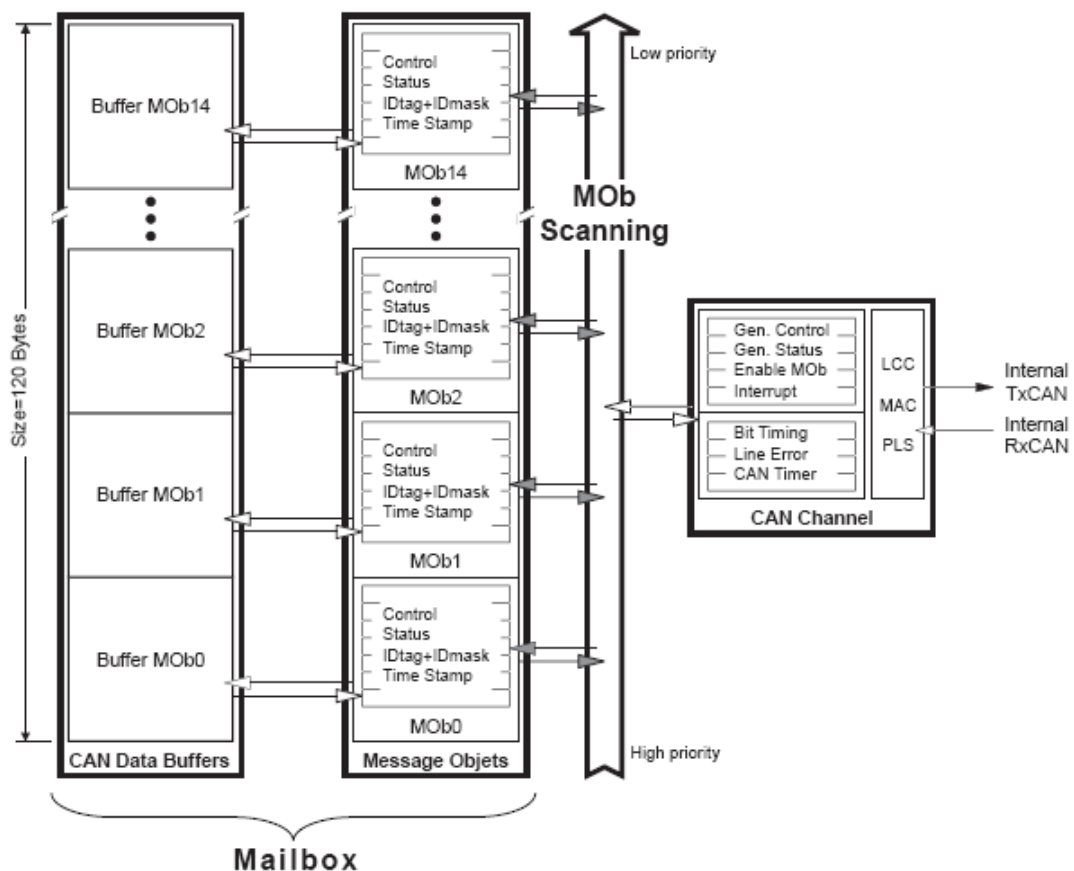 Size=120 Bytes
Buffer MOb14
Buffer MOb2
Buffer MOb1
Buffer MOb0
CAN Data Buffers
Control
Status
IDtag+IDmask
Time Stamp
MOb14
Control
Status
IDtag+IDmask
Time Stamp
MOb2
Control
Status
IDtag+IDmask
Time Stamp
MOb1
Control
Status
IDtag+IDmask
Time Stamp
MOb0
Message Objets
Mailbox
Low priority
MOb
Scanning
High priority
Gen. Control
Gen. Status
Enable MOb
Interrupt
Bit Timing
Line Error
CAN Timer
LCC
MAC
PLS
CAN Channel
Internal
TxCAN
Internal
RxCAN